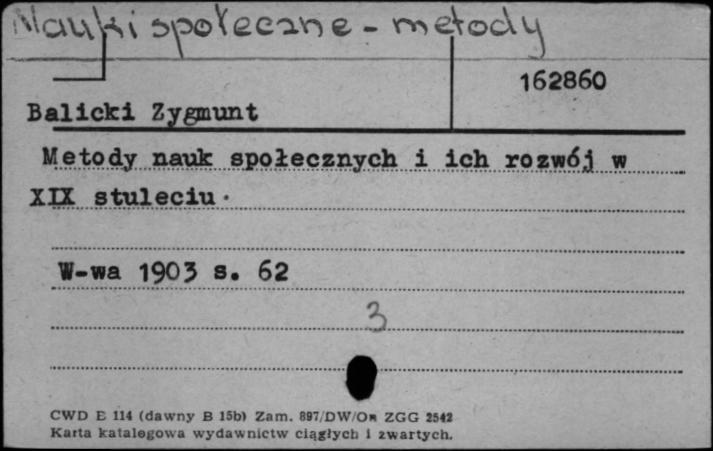 Nauki społeczne - metody
162860
Balicki Zygmunt
Metody nauk społecznych i ich rozwój w
XIX stuleciu.
W-wa 1903 s. 62
3
CWD E 114 (dawny B 15b) Zam. 897/DW/On ZGG 2542
Karta katalogowa wydawnictw ciągłych i zwartych.